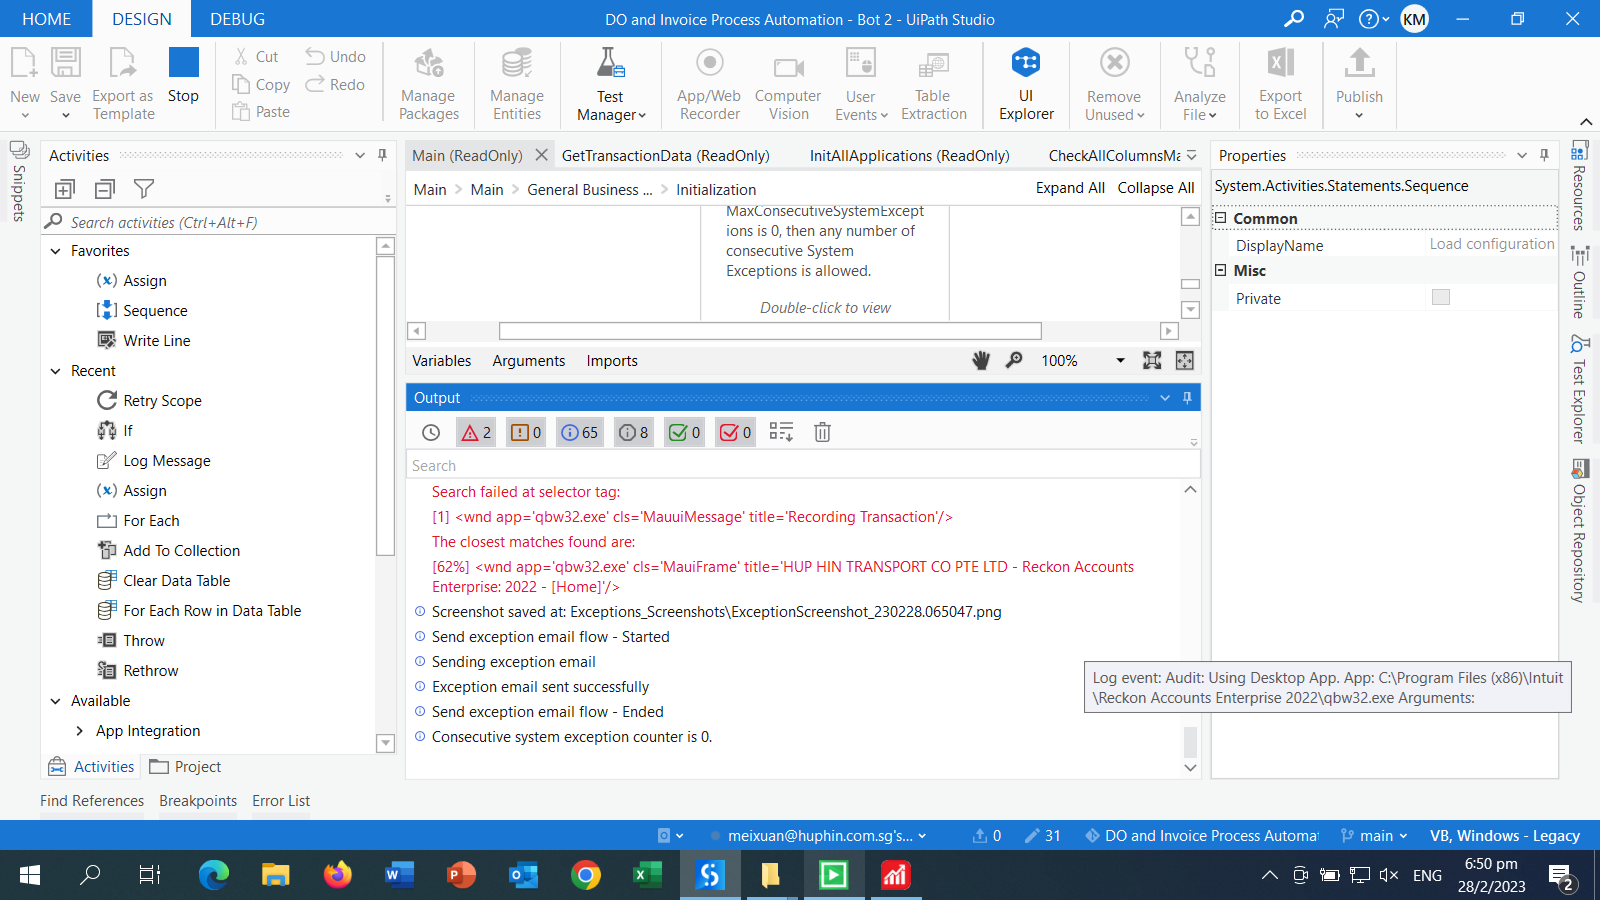 HOME
DESIGN
DEBUG
DO and Invoice Process Automation - Bot 2 - UiPath Studio
KM
New
Save
Export as
Template
Stop
Cut
Copy
Paste
Undo
Redo
Manage
Packages
Manage
Entities
Test
Manager
App/Web
Recorder
Computer
Vision
User
Events
Table
Extraction
UI
Explorer
Remove
Unused
Analyze
File
Export
to Excel
Publish
Snippets
Activities
Search activities (Ctrl+Alt+F)
Favorites
Assign
Sequence
Write Line
Recent
Retry Scope
If
Log Message
Assign
For Each
Add To Collection
Clear Data Table
For Each Row in Data Table
Throw
Rethrow
Available
App Integration
Activities
Project
Main (ReadOnly)
GetTransactionData (ReadOnly)
InitAllApplications (ReadOnly)
CheckAllColumnsMa
Main > Main > General Business ... > Initialization
Expand All
Collapse All
MaxConsecutiveSystemExcept
ions is 0, then any number of
consecutive System
Exceptions is allowed.
Double-click to view
Variables
Arguments
Imports
100%
Output
2
0
65
8
0
0
Search
Search failed at selector tag:
[1] <wnd app='qbw32.exe' cls='MauuiMessage' title='Recording Transaction'/>
The closest matches found are:
[62%] <wnd app='qbw32.exe' cls='MauiFrame' title='HUP HIN TRANSPORT CO PTE LTD - Reckon Accounts
Enterprise: 2022 - [Home]'/>
Screenshot saved at: Exceptions_Screenshots\ExceptionScreenshot_230228.065047.png
Send exception email flow - Started
Sending exception email
Exception email sent successfully
Send exception email flow - Ended
Consecutive system exception counter is 0.
Properties
System.Activities.Statements.Sequence
Common
DisplayName
Load configuration
Misc
Private
Log event: Audit: Using Desktop App. App: C:\Program Files (x86)\Intuit
\Reckon Accounts Enterprise 2022\qbw32.exe Arguments:
Resources
Outline
Test Explorer
Object Repository
Find References
Breakpoints
Error List
meixuan@huphin.com.sg's...
0
31
DO and Invoice Process Automat
main
VB, Windows - Legacy
ENG
6:50 pm
28/2/2023
2